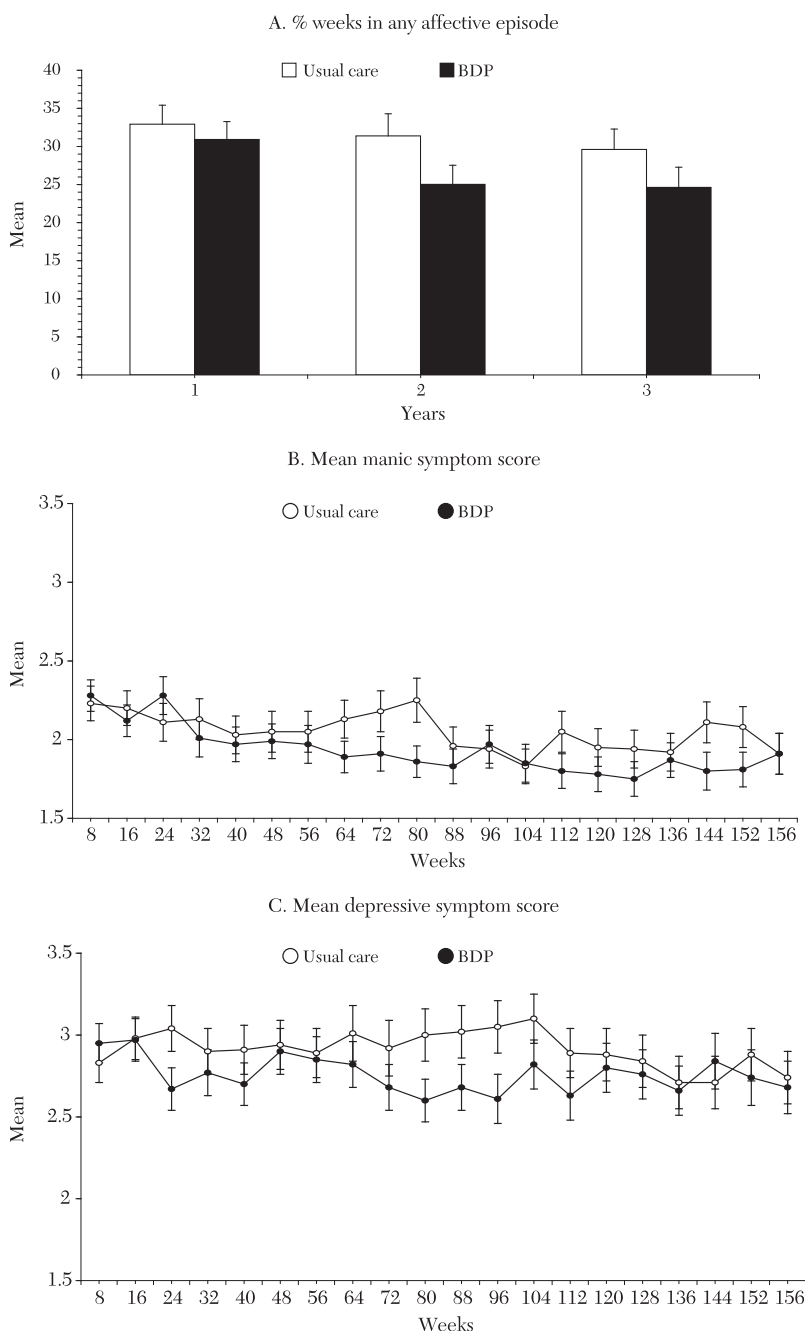 A. % weeks in any affective episode
Usual care BDP
40
35
30
25
20
15
10
5
0
Mean
1 2 3
Years
B. Mean manic symptom score
3.5
Usual care BDP
3
2.5
2
1.5
Mean
8 16 24 32 40 48 56 64 72 80 88 96 104 112 120 128 136 144 152 156
Weeks
C. Mean depressive symptom score
3.5
Usual care BDP
3
2.5
2
1.5
Mean
8 16 24 32 40 48 56 64 72 80 88 96 104 112 120 128 136 144 152 156
Weeks